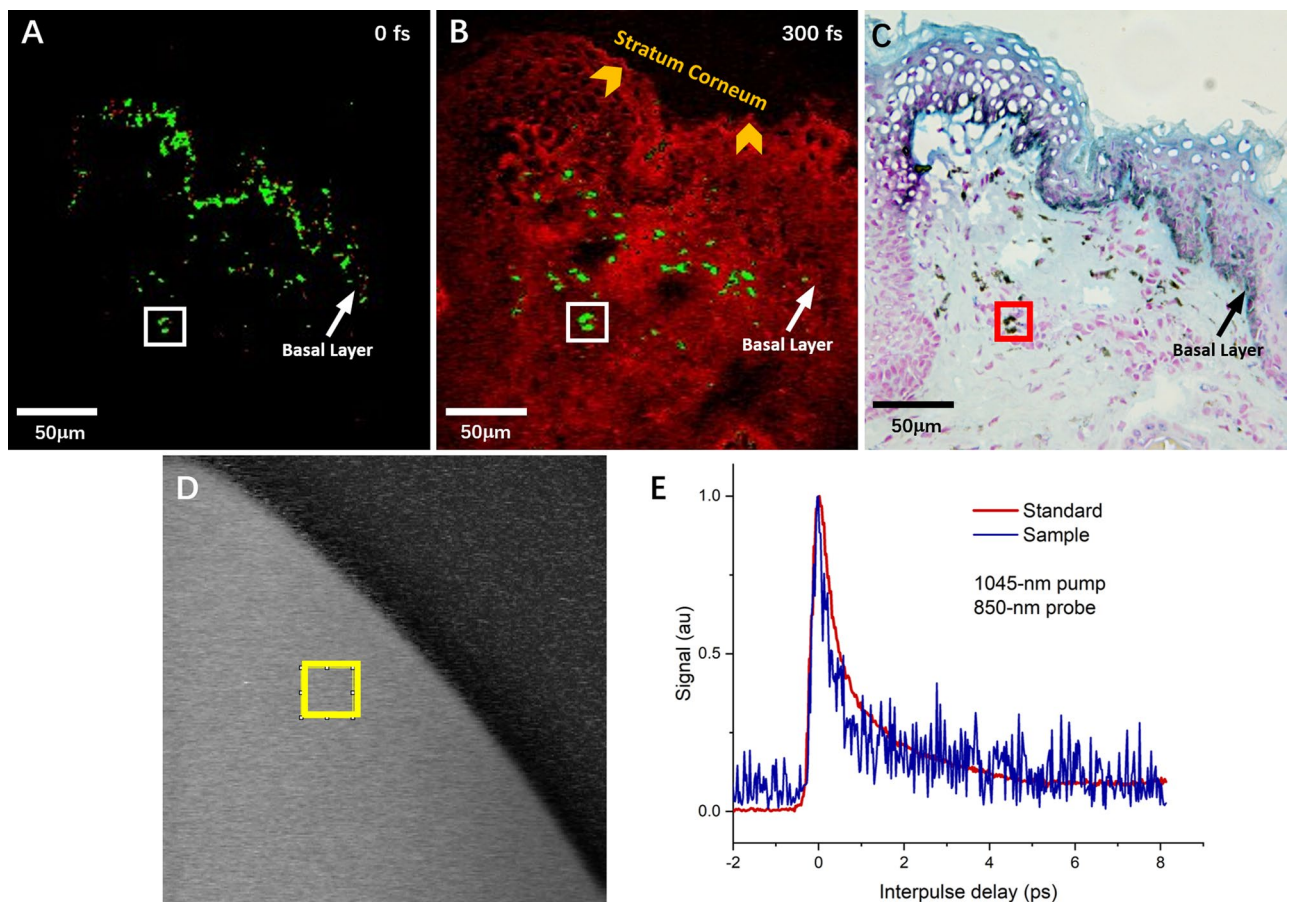 A
0 fs
Basal Layer
50μm
B
300 fs
Stratum Corneum
Basal Layer
50μm
C
Basal Layer
50μm
D
E
Standard
Sample
1045-nm pump
850-nm probe
1.0
0.5
0.0
Signal (au)
-2
0
2
4
6
8
Interpulse delay (ps)